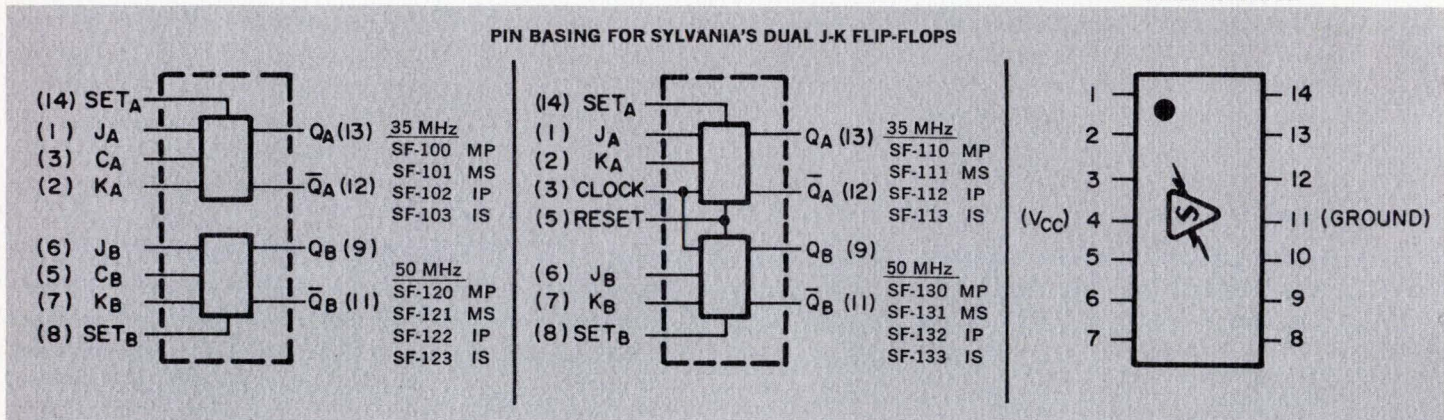 PIN BASING FOR SYLVANIA'S DUAL J-K FLIP-FLOPS
(14) SETA
(1) JA
(3) CA
(2) KA
QA (13)
Q̅A (12)
(6) JB
(5) CB
(7) KB
(8) SETB
QB (9)
Q̅B (11)
35 MHz
SF-100 MP
SF-101 MS
SF-102 IP
SF-103 IS
50 MHz
SF-120 MP
SF-121 MS
SF-122 IP
SF-123 IS
(14) SETA
(1) JA
(2) KA
(3) CLOCK
(5) RESET
QA (13)
Q̅A (12)
(6) JB
(7) KB
(8) SETB
QB (9)
Q̅B (11)
35 MHz
SF-110 MP
SF-111 MS
SF-112 IP
SF-113 IS
50 MHz
SF-130 MP
SF-131 MS
SF-132 IP
SF-133 IS
1 14
2 13
3 S 12
(VCC) 4 11 (GROUND)
5 10
6 9
7 8